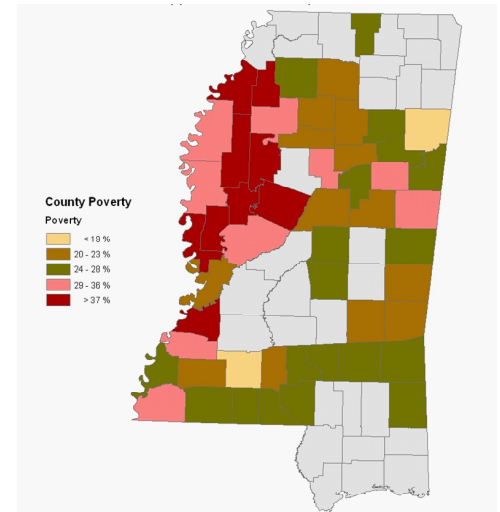 County Poverty
Poverty
< 19 %
20 - 23 %
24 - 28 %
29 - 36 %
> 37 %